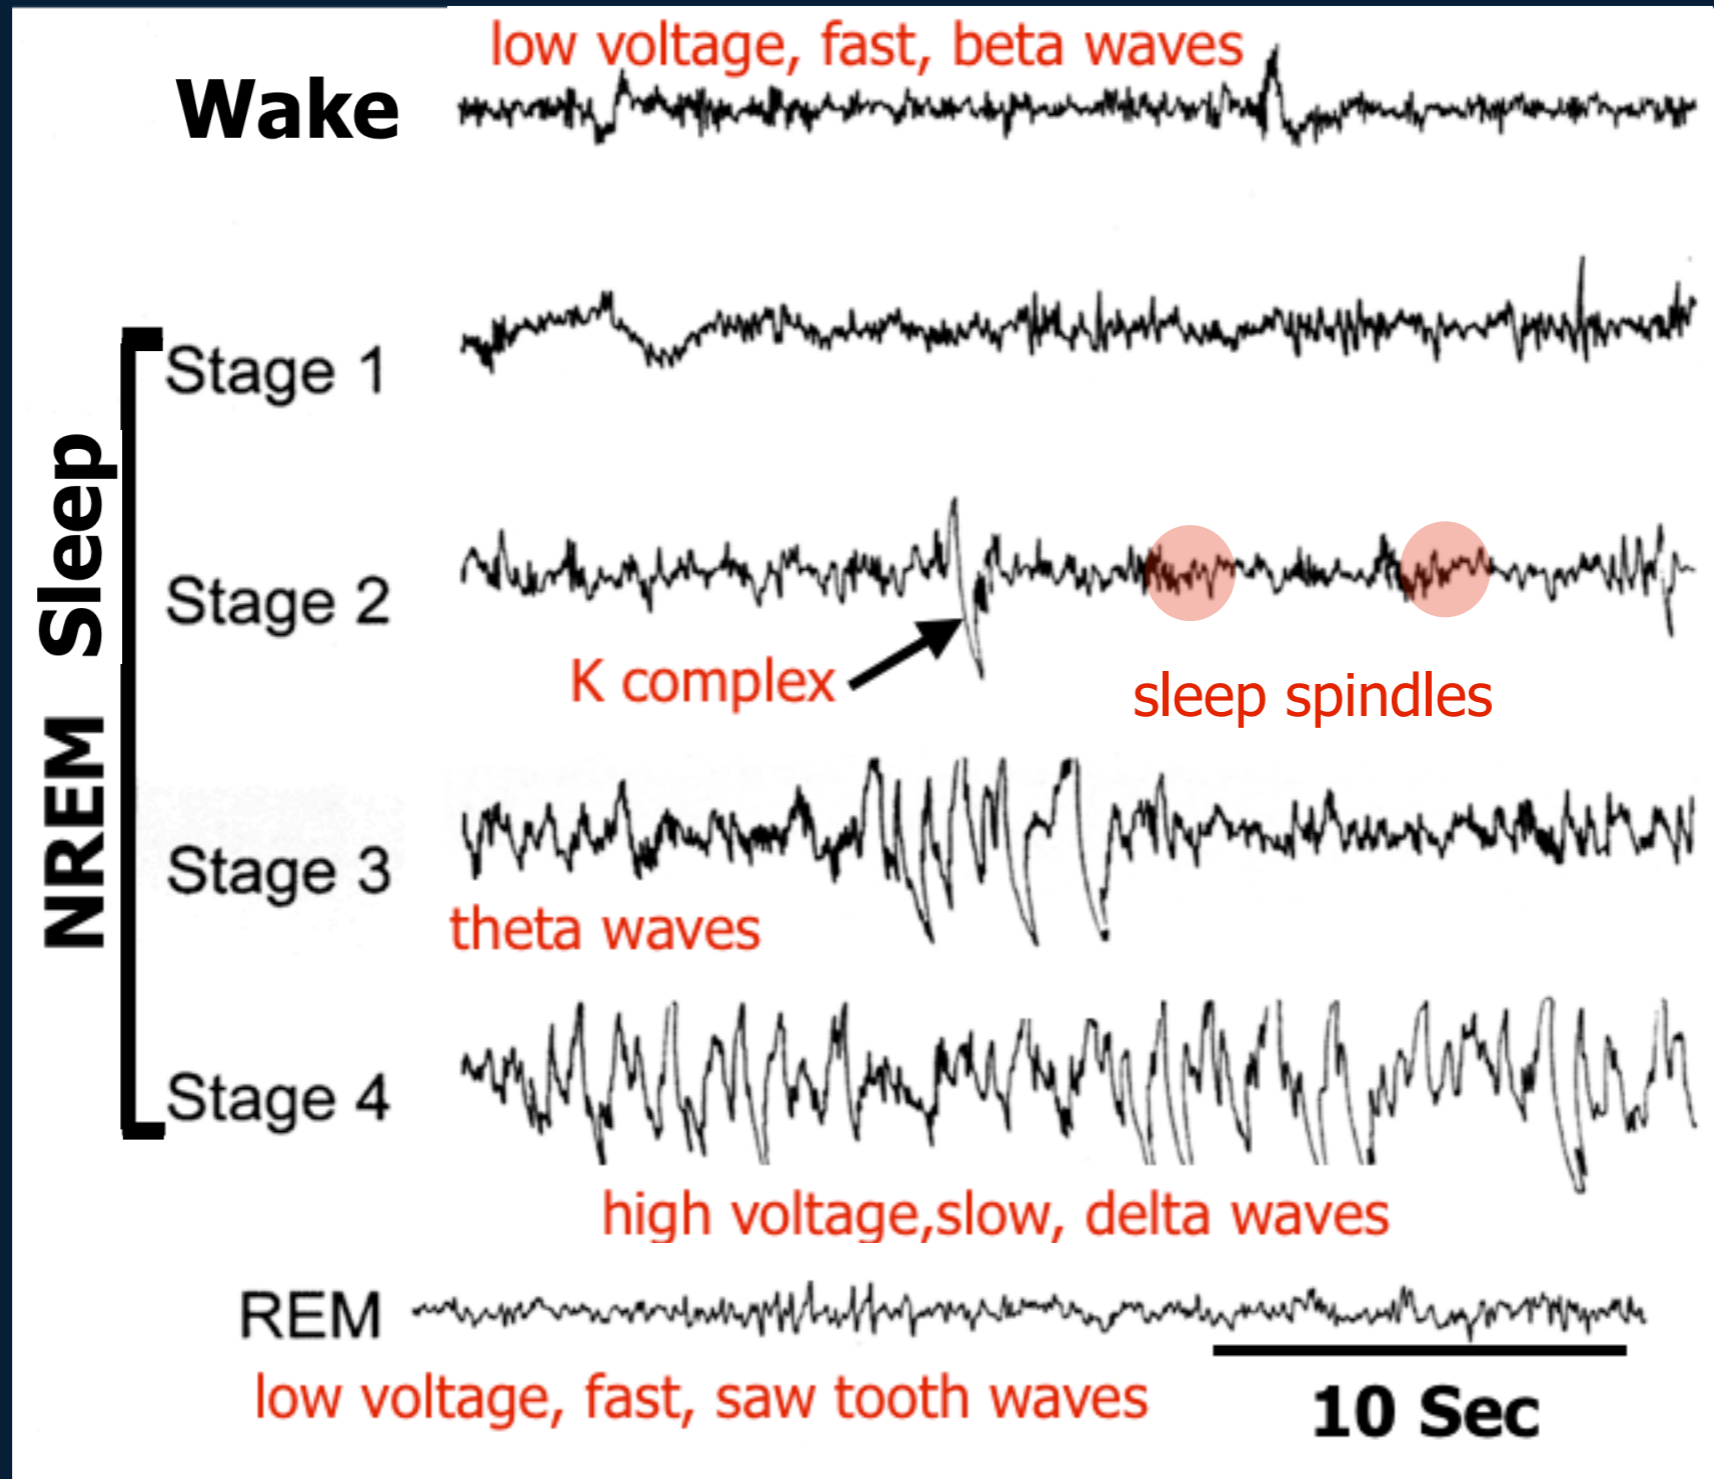 low voltage, fast, beta waves
Wake
NREM Sleep
Stage 1
Stage 2
K complex
sleep spindles
Stage 3
theta waves
Stage 4
high voltage,slow, delta waves
REM
low voltage, fast, saw tooth waves
10 Sec